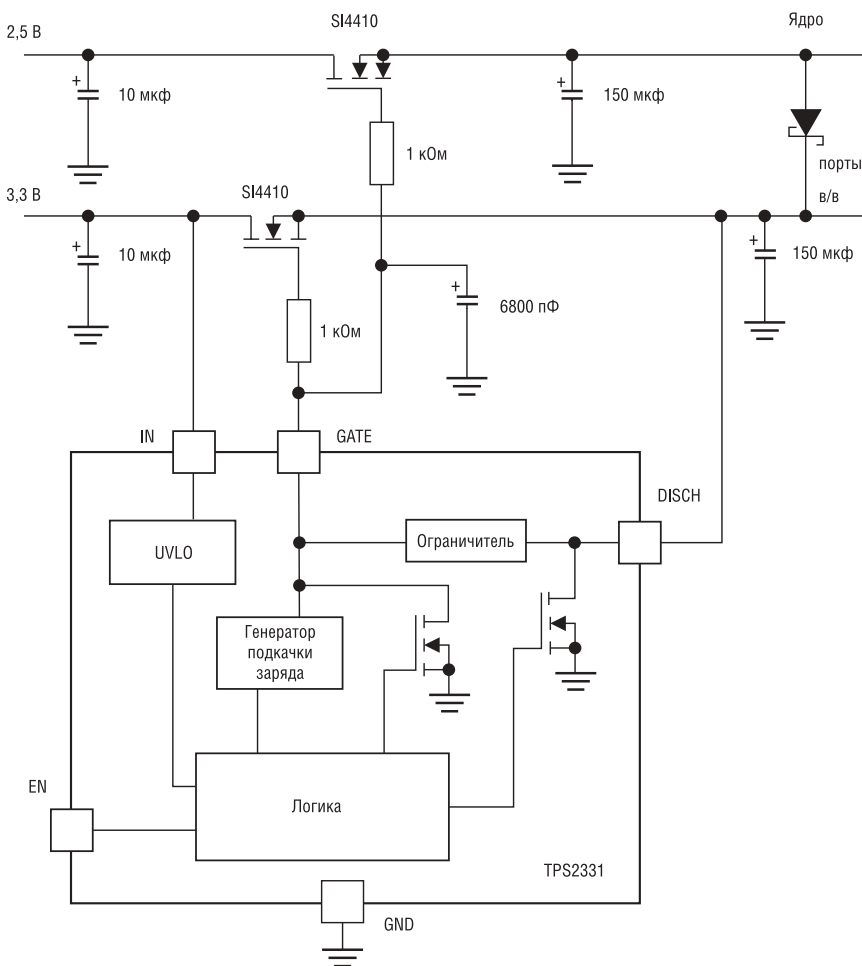 SI4410
Ядро
2,5 В
+
10 мкф
+
150 мкф
1 кОм
порты
в/в
SI4410
3,3 В
+
10 мкф
+
150 мкф
+
6800 пФ
1 кОм
IN
GATE
DISCH
UVLO
Ограничитель
Генератор
подкачки
заряда
EN
Логика
TPS2331
GND